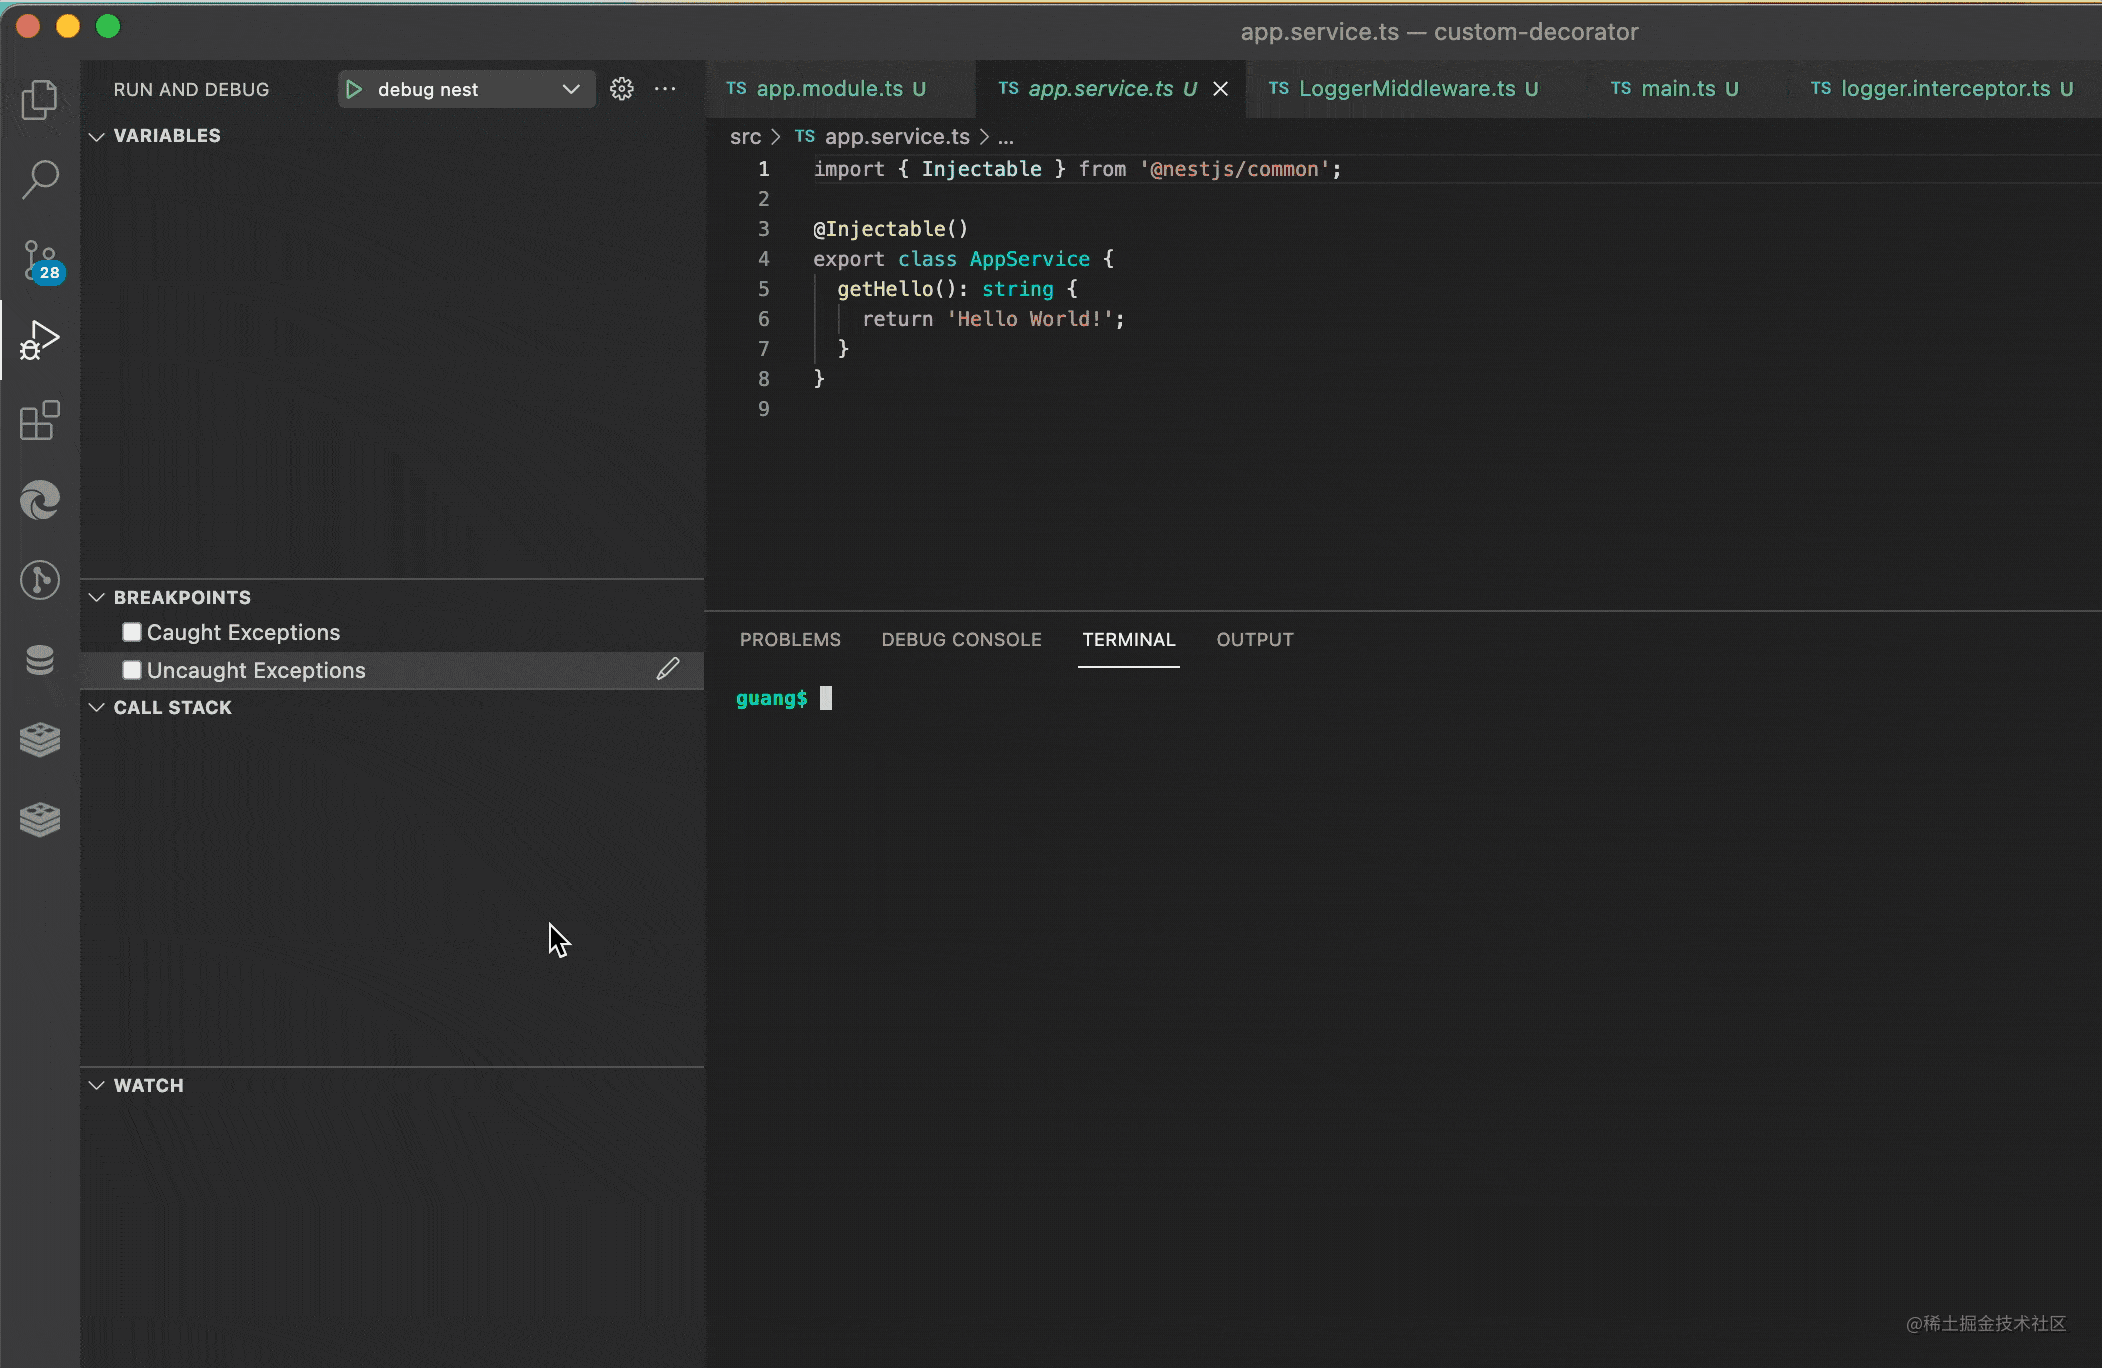 app.service.ts — custom-decorator
RUN AND DEBUG
debug nest
TS app.module.ts U
TS app.service.ts U
TS LoggerMiddleware.ts U
TS main.ts U
TS logger.interceptor.ts U
VARIABLES
28
src > TS app.service.ts > ...
1 import { Injectable } from '@nestjs/common';
2
3 @Injectable()
4 export class AppService {
5 getHello(): string {
6 return 'Hello World!';
7 }
8 }
9
BREAKPOINTS
Caught Exceptions
Uncaught Exceptions
CALL STACK
WATCH
PROBLEMS DEBUG CONSOLE TERMINAL OUTPUT
guang$
@稀土掘金技术社区